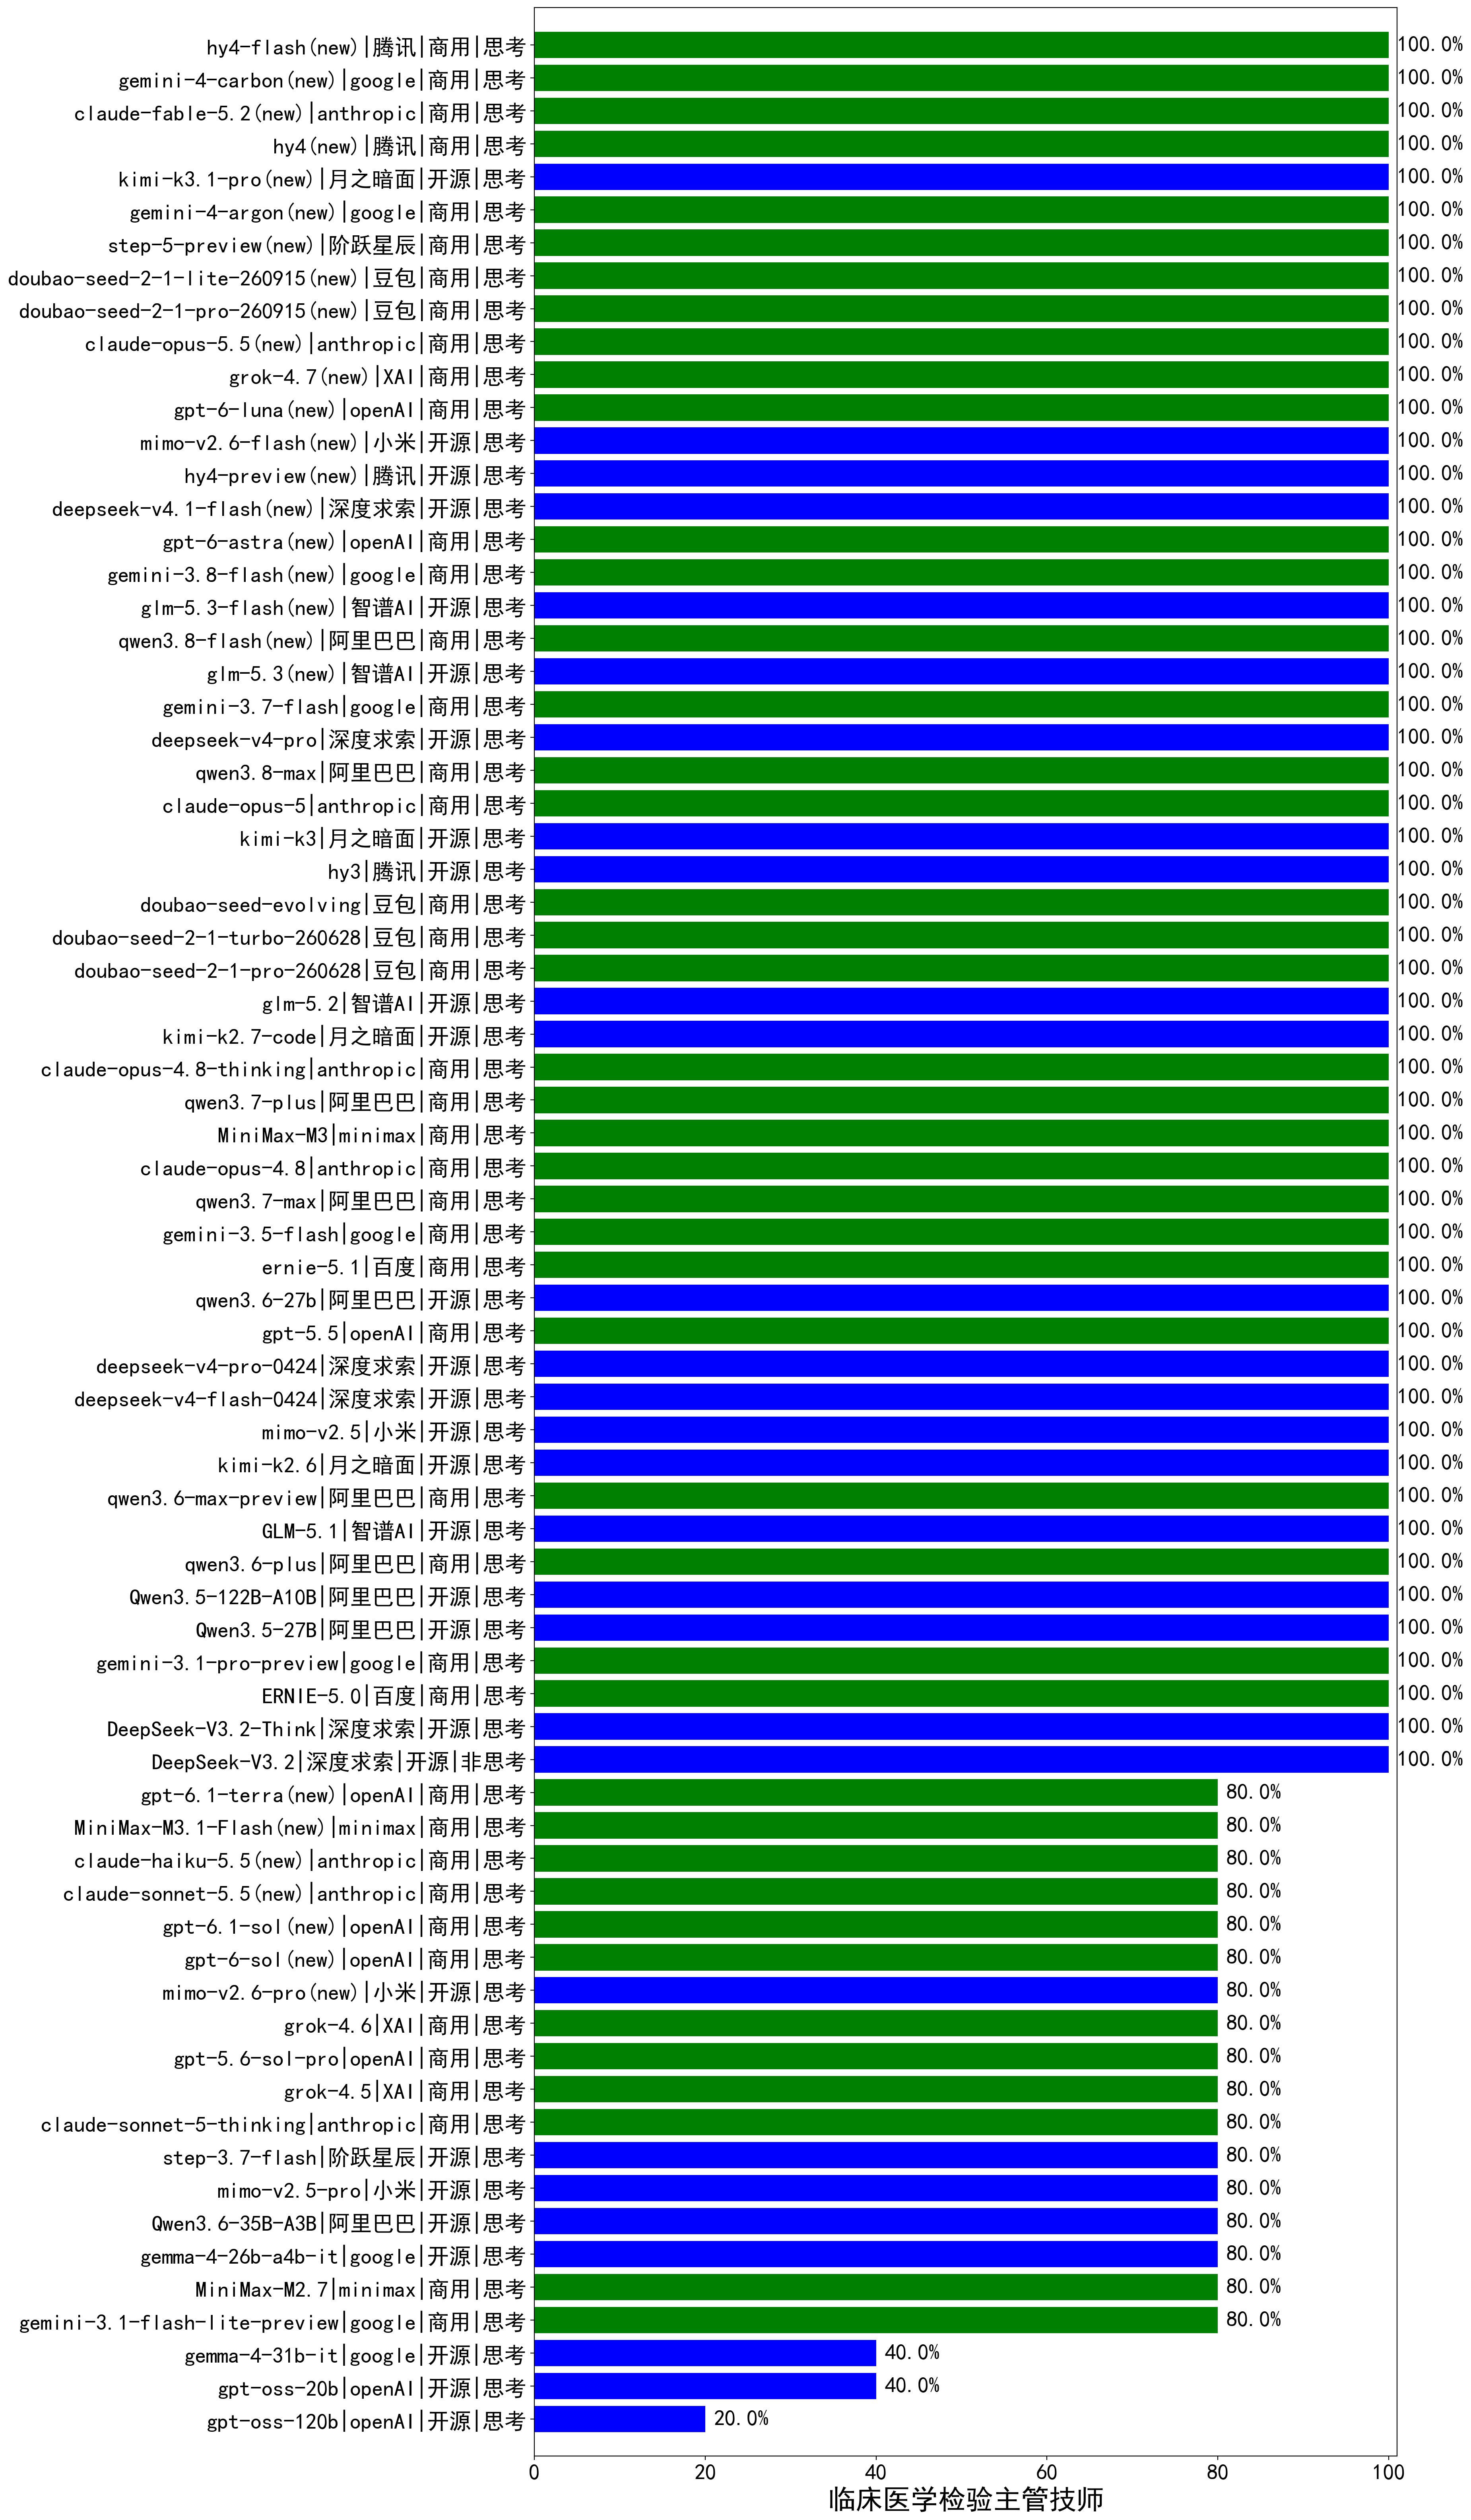 hy4-flash(new)|腾讯|商用|思考 100.0%
gemini-4-carbon(new)|google|商用|思考 100.0%
claude-fable-5.2(new)|anthropic|商用|思考 100.0%
hy4(new)|腾讯|商用|思考 100.0%
kimi-k3.1-pro(new)|月之暗面|开源|思考 100.0%
gemini-4-argon(new)|google|商用|思考 100.0%
step-5-preview(new)|阶跃星辰|商用|思考 100.0%
doubao-seed-2-1-lite-260915(new)|豆包|商用|思考 100.0%
doubao-seed-2-1-pro-260915(new)|豆包|商用|思考 100.0%
claude-opus-5.5(new)|anthropic|商用|思考 100.0%
grok-4.7(new)|XAI|商用|思考 100.0%
gpt-6-luna(new)|openAI|商用|思考 100.0%
mimo-v2.6-flash(new)|小米|开源|思考 100.0%
hy4-preview(new)|腾讯|开源|思考 100.0%
deepseek-v4.1-flash(new)|深度求索|开源|思考 100.0%
gpt-6-astra(new)|openAI|商用|思考 100.0%
gemini-3.8-flash(new)|google|商用|思考 100.0%
glm-5.3-flash(new)|智谱AI|开源|思考 100.0%
qwen3.8-flash(new)|阿里巴巴|商用|思考 100.0%
glm-5.3(new)|智谱AI|开源|思考 100.0%
gemini-3.7-flash|google|商用|思考 100.0%
deepseek-v4-pro|深度求索|开源|思考 100.0%
qwen3.8-max|阿里巴巴|商用|思考 100.0%
claude-opus-5|anthropic|商用|思考 100.0%
kimi-k3|月之暗面|开源|思考 100.0%
hy3|腾讯|开源|思考 100.0%
doubao-seed-evolving|豆包|商用|思考 100.0%
doubao-seed-2-1-turbo-260628|豆包|商用|思考 100.0%
doubao-seed-2-1-pro-260628|豆包|商用|思考 100.0%
glm-5.2|智谱AI|开源|思考 100.0%
kimi-k2.7-code|月之暗面|开源|思考 100.0%
claude-opus-4.8-thinking|anthropic|商用|思考 100.0%
qwen3.7-plus|阿里巴巴|商用|思考 100.0%
MiniMax-M3|minimax|商用|思考 100.0%
claude-opus-4.8|anthropic|商用|思考 100.0%
qwen3.7-max|阿里巴巴|商用|思考 100.0%
gemini-3.5-flash|google|商用|思考 100.0%
ernie-5.1|百度|商用|思考 100.0%
qwen3.6-27b|阿里巴巴|开源|思考 100.0%
gpt-5.5|openAI|商用|思考 100.0%
deepseek-v4-pro-0424|深度求索|开源|思考 100.0%
deepseek-v4-flash-0424|深度求索|开源|思考 100.0%
mimo-v2.5|小米|开源|思考 100.0%
kimi-k2.6|月之暗面|开源|思考 100.0%
qwen3.6-max-preview|阿里巴巴|商用|思考 100.0%
GLM-5.1|智谱AI|开源|思考 100.0%
qwen3.6-plus|阿里巴巴|商用|思考 100.0%
Qwen3.5-122B-A10B|阿里巴巴|开源|思考 100.0%
Qwen3.5-27B|阿里巴巴|开源|思考 100.0%
gemini-3.1-pro-preview|google|商用|思考 100.0%
ERNIE-5.0|百度|商用|思考 100.0%
DeepSeek-V3.2-Think|深度求索|开源|思考 100.0%
DeepSeek-V3.2|深度求索|开源|非思考 100.0%
gpt-6.1-terra(new)|openAI|商用|思考 80.0%
MiniMax-M3.1-Flash(new)|minimax|商用|思考 80.0%
claude-haiku-5.5(new)|anthropic|商用|思考 80.0%
claude-sonnet-5.5(new)|anthropic|商用|思考 80.0%
gpt-6.1-sol(new)|openAI|商用|思考 80.0%
gpt-6-sol(new)|openAI|商用|思考 80.0%
mimo-v2.6-pro(new)|小米|开源|思考 80.0%
grok-4.6|XAI|商用|思考 80.0%
gpt-5.6-sol-pro|openAI|商用|思考 80.0%
grok-4.5|XAI|商用|思考 80.0%
claude-sonnet-5-thinking|anthropic|商用|思考 80.0%
step-3.7-flash|阶跃星辰|开源|思考 80.0%
mimo-v2.5-pro|小米|开源|思考 80.0%
Qwen3.6-35B-A3B|阿里巴巴|开源|思考 80.0%
gemma-4-26b-a4b-it|google|开源|思考 80.0%
MiniMax-M2.7|minimax|商用|思考 80.0%
gemini-3.1-flash-lite-preview|google|商用|思考 80.0%
gemma-4-31b-it|google|开源|思考 40.0%
gpt-oss-20b|openAI|开源|思考 40.0%
gpt-oss-120b|openAI|开源|思考 20.0%
0 20 40 60 80 100
临床医学检验主管技师